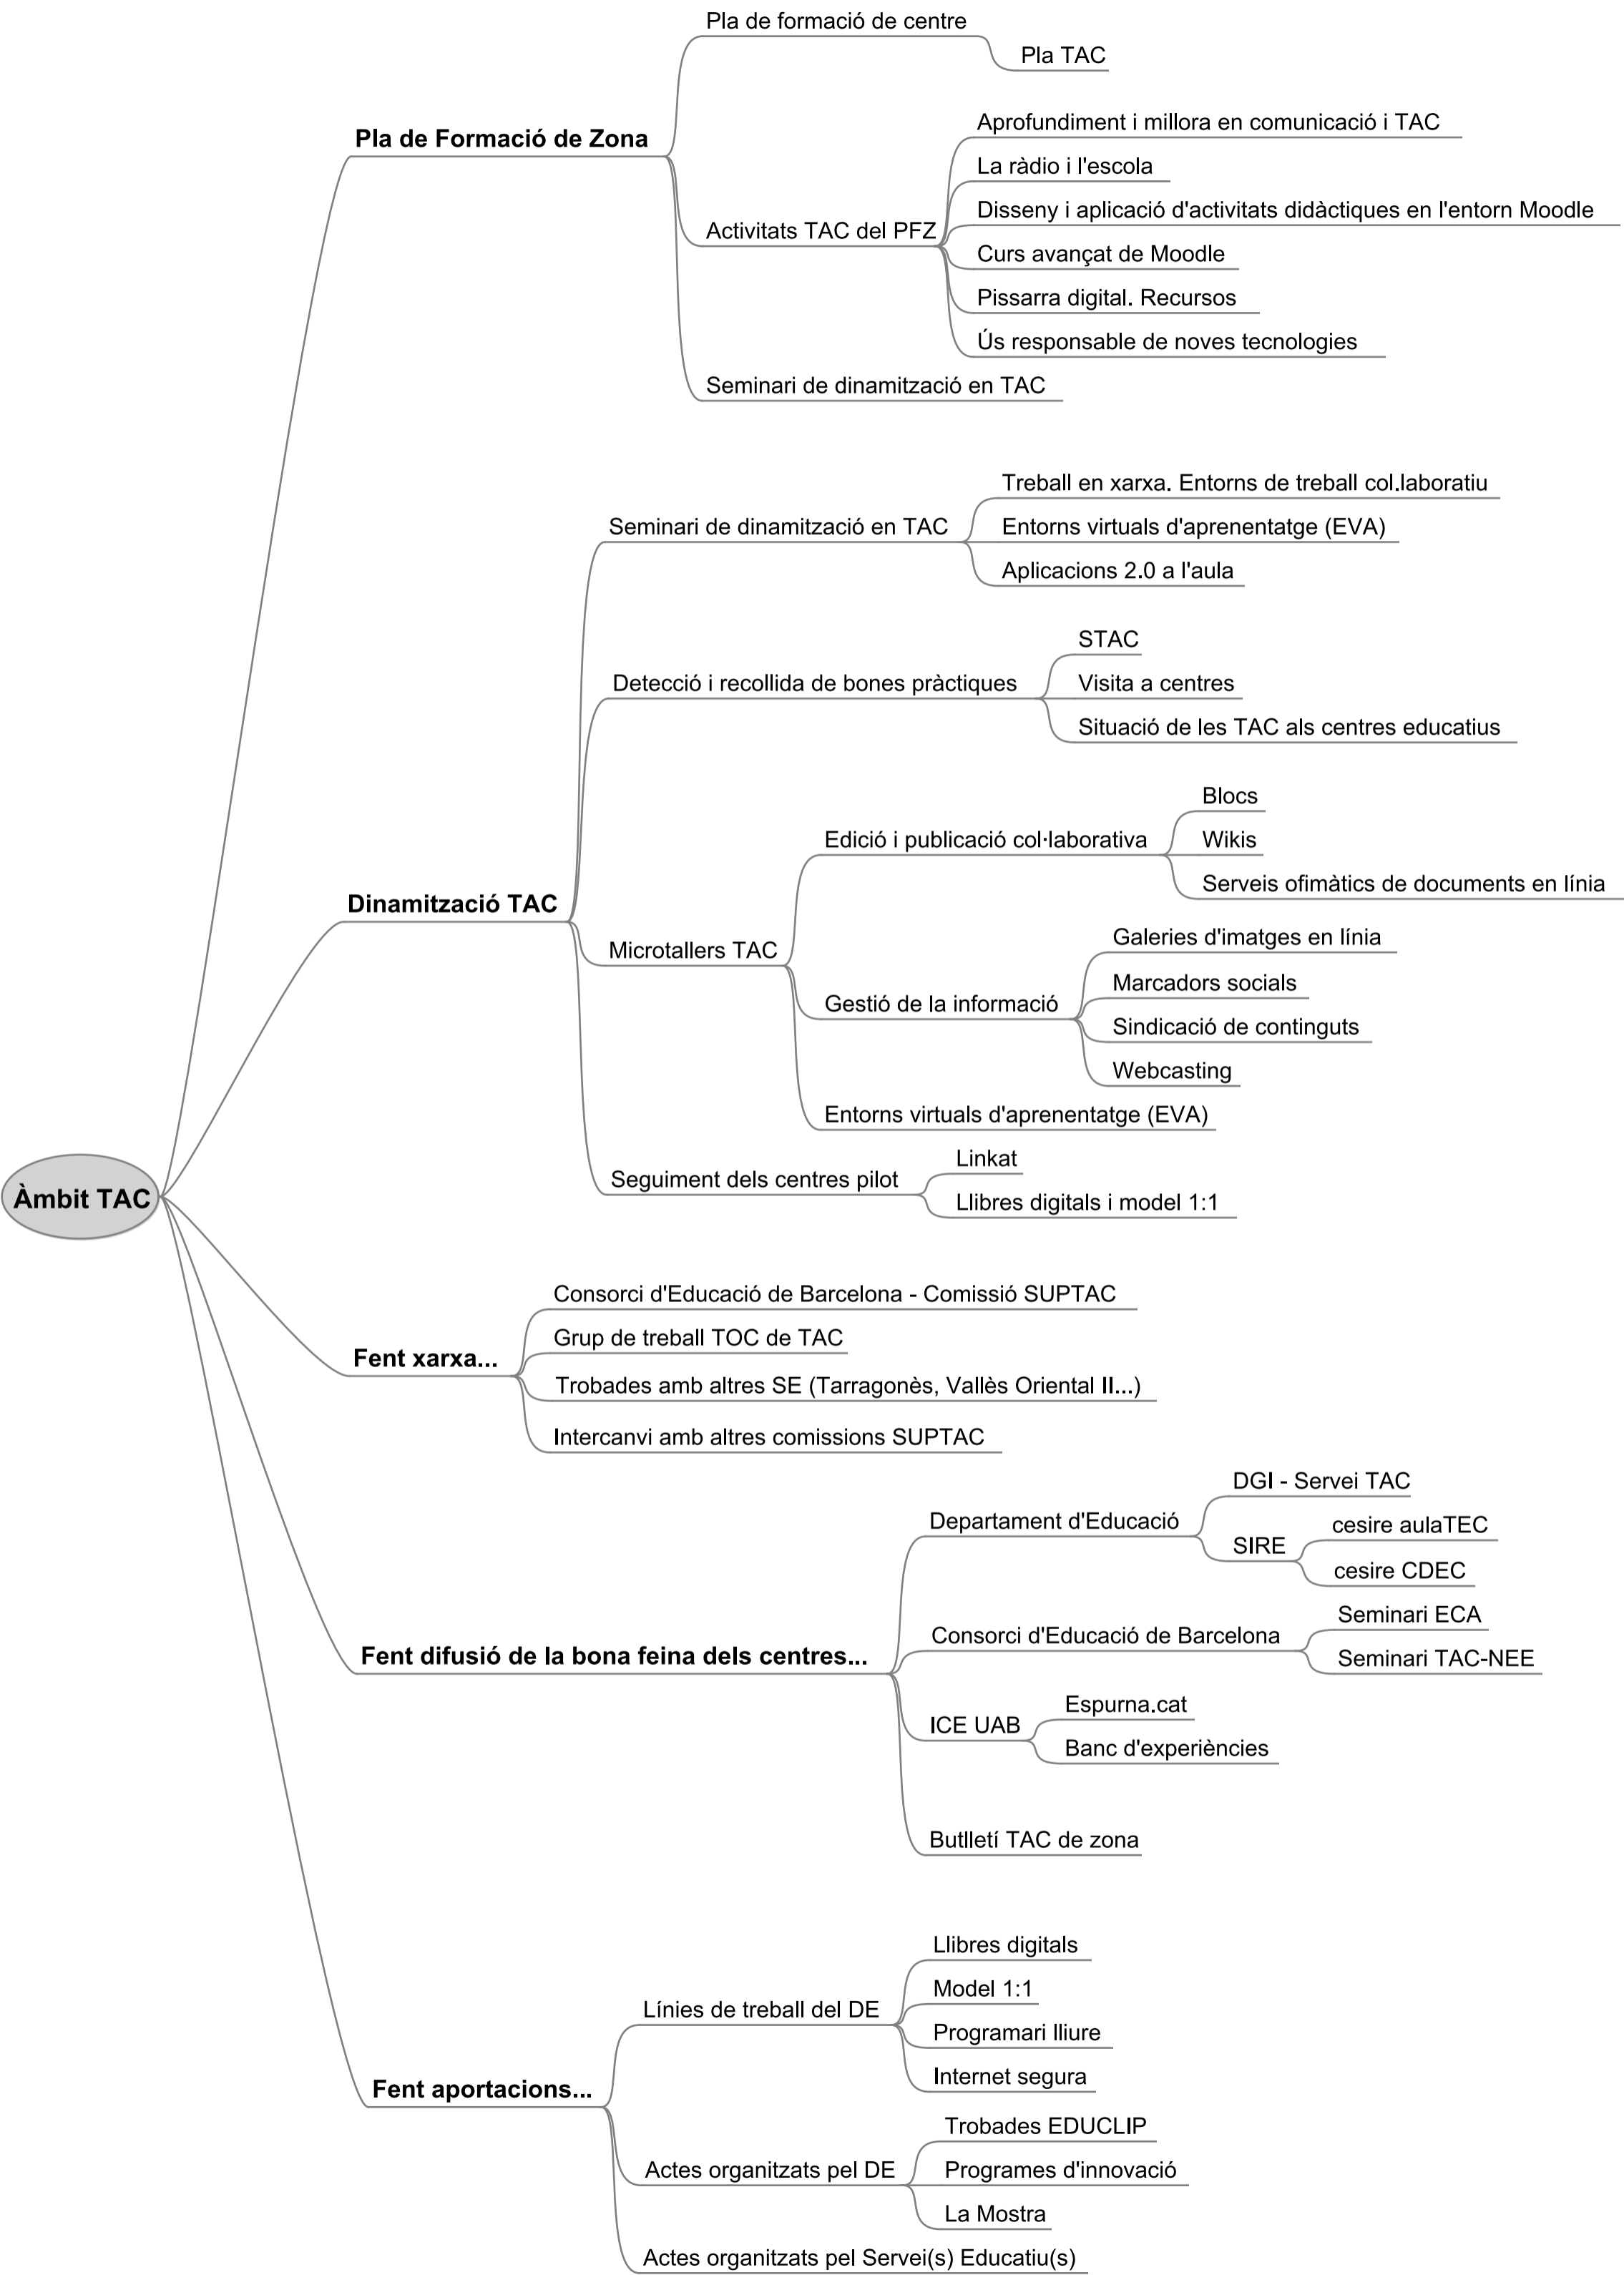 Pla de formació de centre
Pla TAC
Pla de Formació de Zona
Aprofundiment i millora en comunicació i TAC
La ràdio i l'escola
Disseny i aplicació d'activitats didàctiques en l'entorn Moodle
Activitats TAC del PFZ
Curs avançat de Moodle
Pissarra digital. Recursos
Ús responsable de noves tecnologies
Seminari de dinamització en TAC
Treball en xarxa. Entorns de treball col.laboratiu
Seminari de dinamització en TAC
Entorns virtuals d'aprenentatge (EVA)
Aplicacions 2.0 a l'aula
STAC
Detecció i recollida de bones pràctiques
Visita a centres
Situació de les TAC als centres educatius
Blocs
Edició i publicació col·laborativa
Wikis
Serveis ofimàtics de documents en línia
Dinamització TAC
Microtallers TAC
Galeries d'imatges en línia
Marcadors socials
Gestió de la informació
Sindicació de continguts
Webcasting
Entorns virtuals d'aprenentatge (EVA)
Linkat
Seguiment dels centres pilot
Llibres digitals i model 1:1
Àmbit TAC
Consorci d'Educació de Barcelona - Comissió SUPTAC
Grup de treball TOC de TAC
Fent xarxa...
Trobades amb altres SE (Tarragonès, Vallès Oriental II...)
Intercanvi amb altres comissions SUPTAC
DGI - Servei TAC
Departament d'Educació
cesire aulaTEC
SIRE
cesire CDEC
Seminari ECA
Consorci d'Educació de Barcelona
Seminari TAC-NEE
Fent difusió de la bona feina dels centres...
Espurna.cat
ICE UAB
Banc d'experiències
Butlletí TAC de zona
Llibres digitals
Model 1:1
Línies de treball del DE
Programari lliure
Internet segura
Fent aportacions...
Trobades EDUCLIP
Actes organitzats pel DE
Programes d'innovació
La Mostra
Actes organitzats pel Servei(s) Educatiu(s)